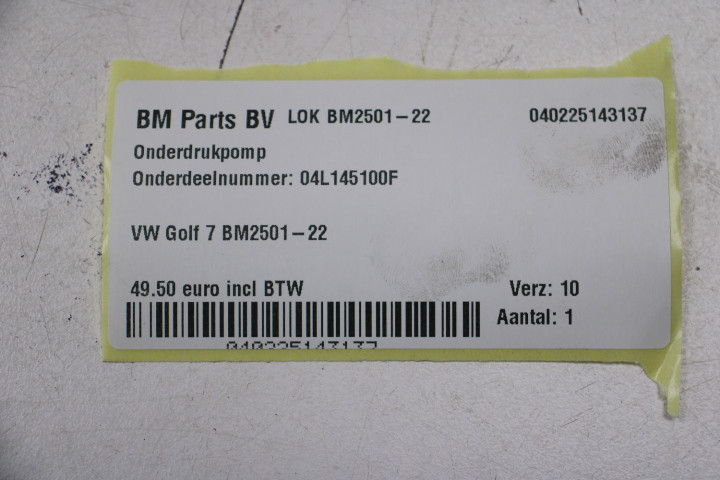 BM Parts BV LOK BM2501-22 040225143137
Onderdrukpomp
Onderdeelnummer: 04L145100F
VW Golf 7 BM2501-22
49.50 euro incl BTW Verz: 10
Aantal: 1
040225143137